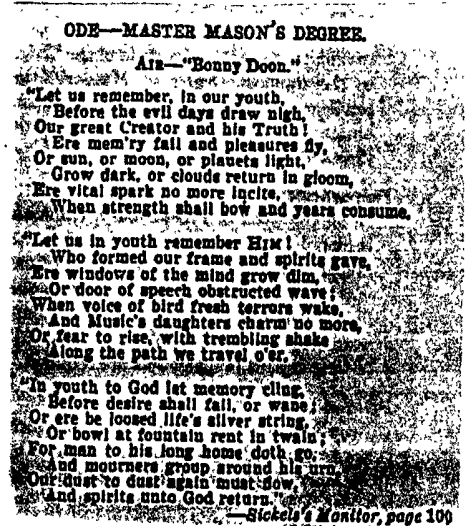 ODE—MASTER MASON'S DEGREE.
AIR—"Bonny Doon."
"Let us remember, in our youth,
Before the evil days draw nigh,
Our great Creator and his Truth!
Ere mem'ry fail and pleasures fly,
Or sun, or moon, or planets light,
Grow dark, or clouds return in gloom,
Ere vital spark no more incite,
When strength shall bow and years consume.
"Let us in youth remember HIM!
Who formed our frame and spirits gave,
Ere windows of the mind grow dim,
Or door of speech obstructed wave;
When voice of bird fresh terrors wake,
And Music's daughters charm no more,
Or fear to rise, with trembling shake
Along the path we travel o'er.
"In youth to God let memory cling,
Before desire shall fail, or wane,
Or ere be loosed life's silver string,
Or bowl at fountain rent in twain;
For man to his long home doth go,
And mourners group around his urn,
Our dust to dust again must flow,
And spirits unto God return."
—Sickels's Monitor, page 100